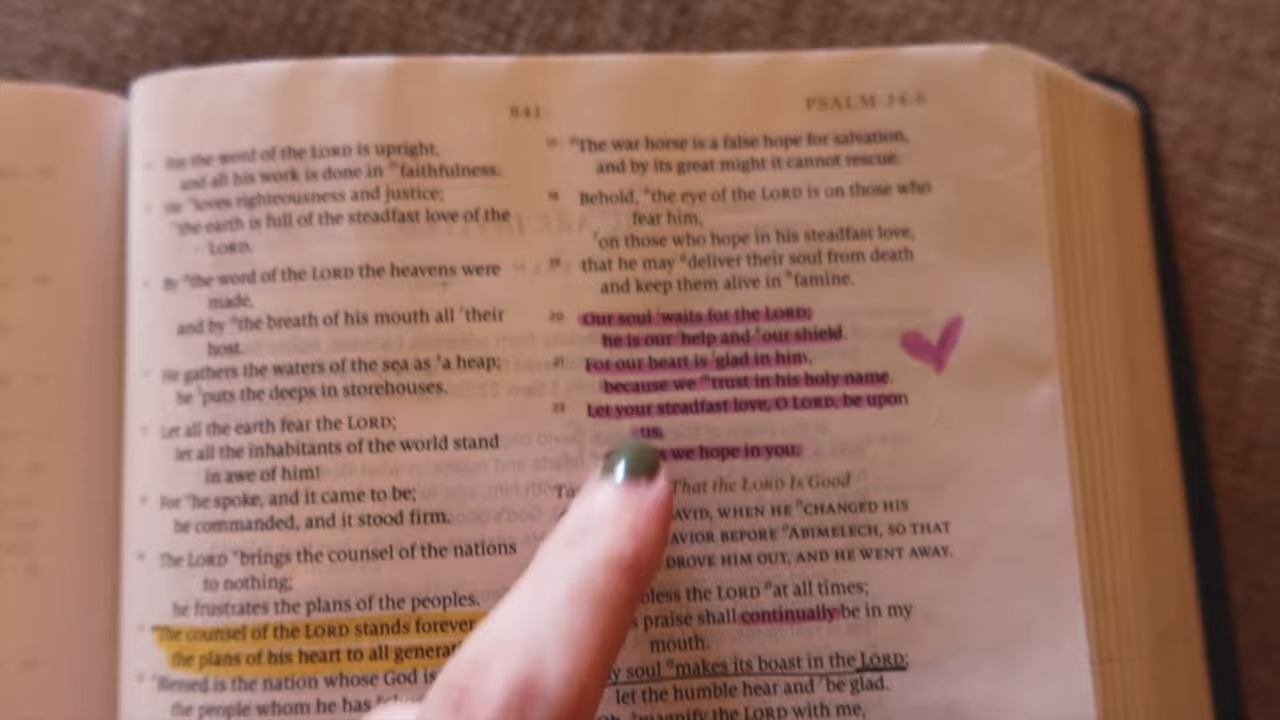 841
PSALM 34:6
For the word of the LORD is upright,
and all his work is done in faithfulness.
He loves righteousness and justice;
the earth is full of the steadfast love of the
LORD.
By the word of the LORD the heavens were
made,
and by the breath of his mouth all their
host.
He gathers the waters of the sea as a heap;
he puts the deeps in storehouses.
Let all the earth fear the LORD;
let all the inhabitants of the world stand
in awe of him!
For he spoke, and it came to be;
he commanded, and it stood firm.
The LORD brings the counsel of the nations
to nothing;
he frustrates the plans of the peoples.
The counsel of the LORD stands forever
the plans of his heart to all generat
Blessed is the nation whose God is
the people whom he has
The war horse is a false hope for salvation,
and by its great might it cannot rescue.
18 Behold, the eye of the LORD is on those who
fear him,
on those who hope in his steadfast love,
19 that he may deliver their soul from death
and keep them alive in famine.
20 Our soul waits for the LORD;
he is our help and our shield.
21 For our heart is glad in him,
because we trust in his holy name.
22 Let your steadfast love, O LORD, be upon
us,
s we hope in you.
Ta That the LORD Is Good
AVID, WHEN HE CHANGED HIS
AVIOR BEFORE ABIMELECH, SO THAT
DROVE HIM OUT, AND HE WENT AWAY.
bless the LORD at all times;
s praise shall continually be in my
mouth.
y soul makes its boast in the LORD;
let the humble hear and be glad.
Oh, magnify the LORD with me,